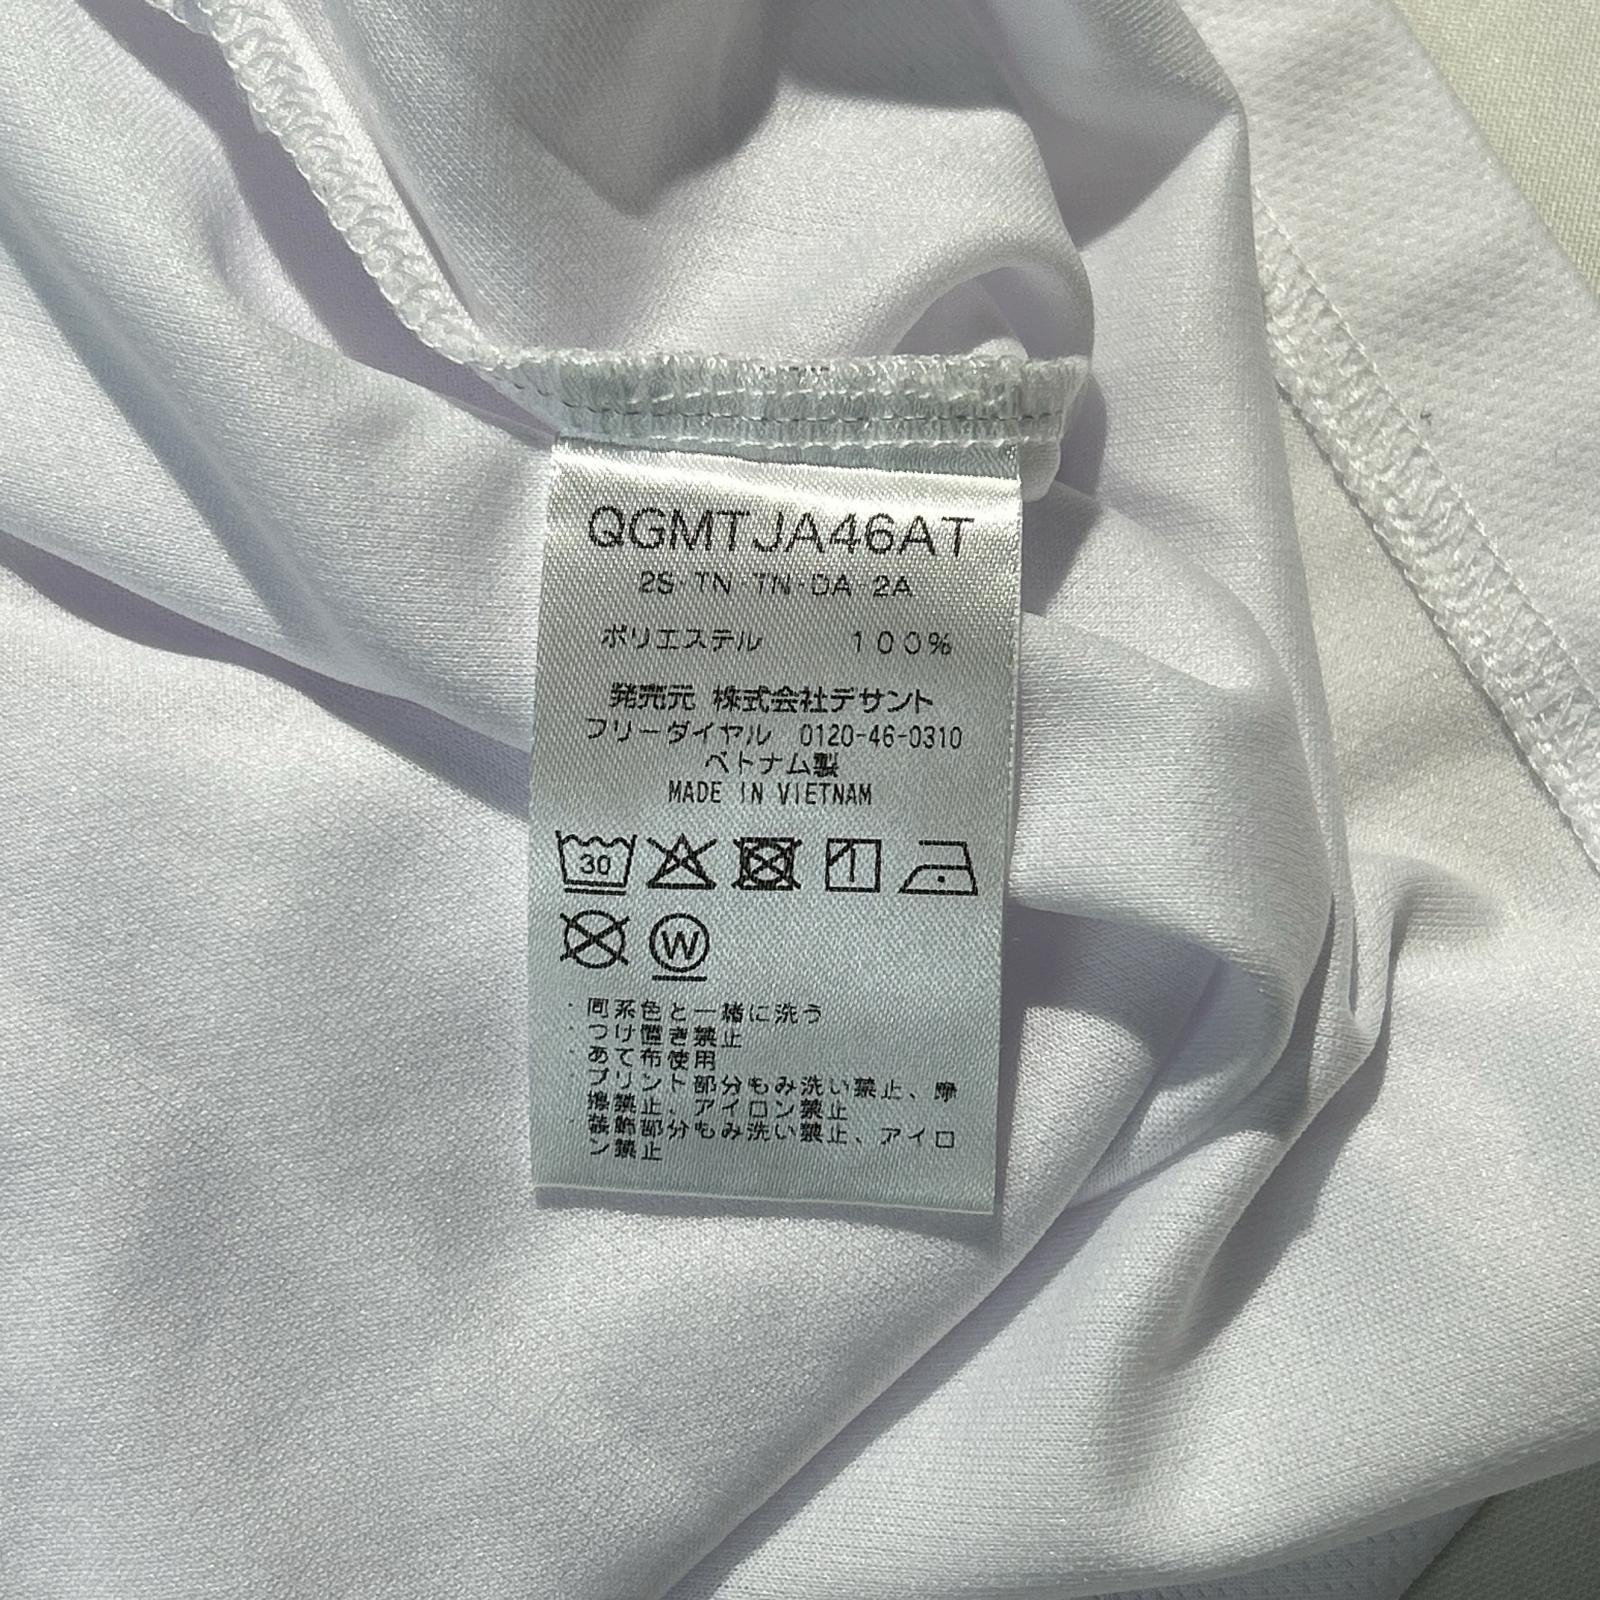 QGMTJA46AT
2S-TN-TN-DA-2A
ポリエステル 100%
発売元 株式会社デサント
フリーダイヤル 0120-46-0310
ベトナム製
MADE IN VIETNAM
30
W
・同系色と一緒に洗う
・つけ置き禁止
・あて布使用
・プリント部分もみ洗い禁止、摩
擦禁止、アイロン禁止
・装飾部分もみ洗い禁止、アイロ
ン禁止